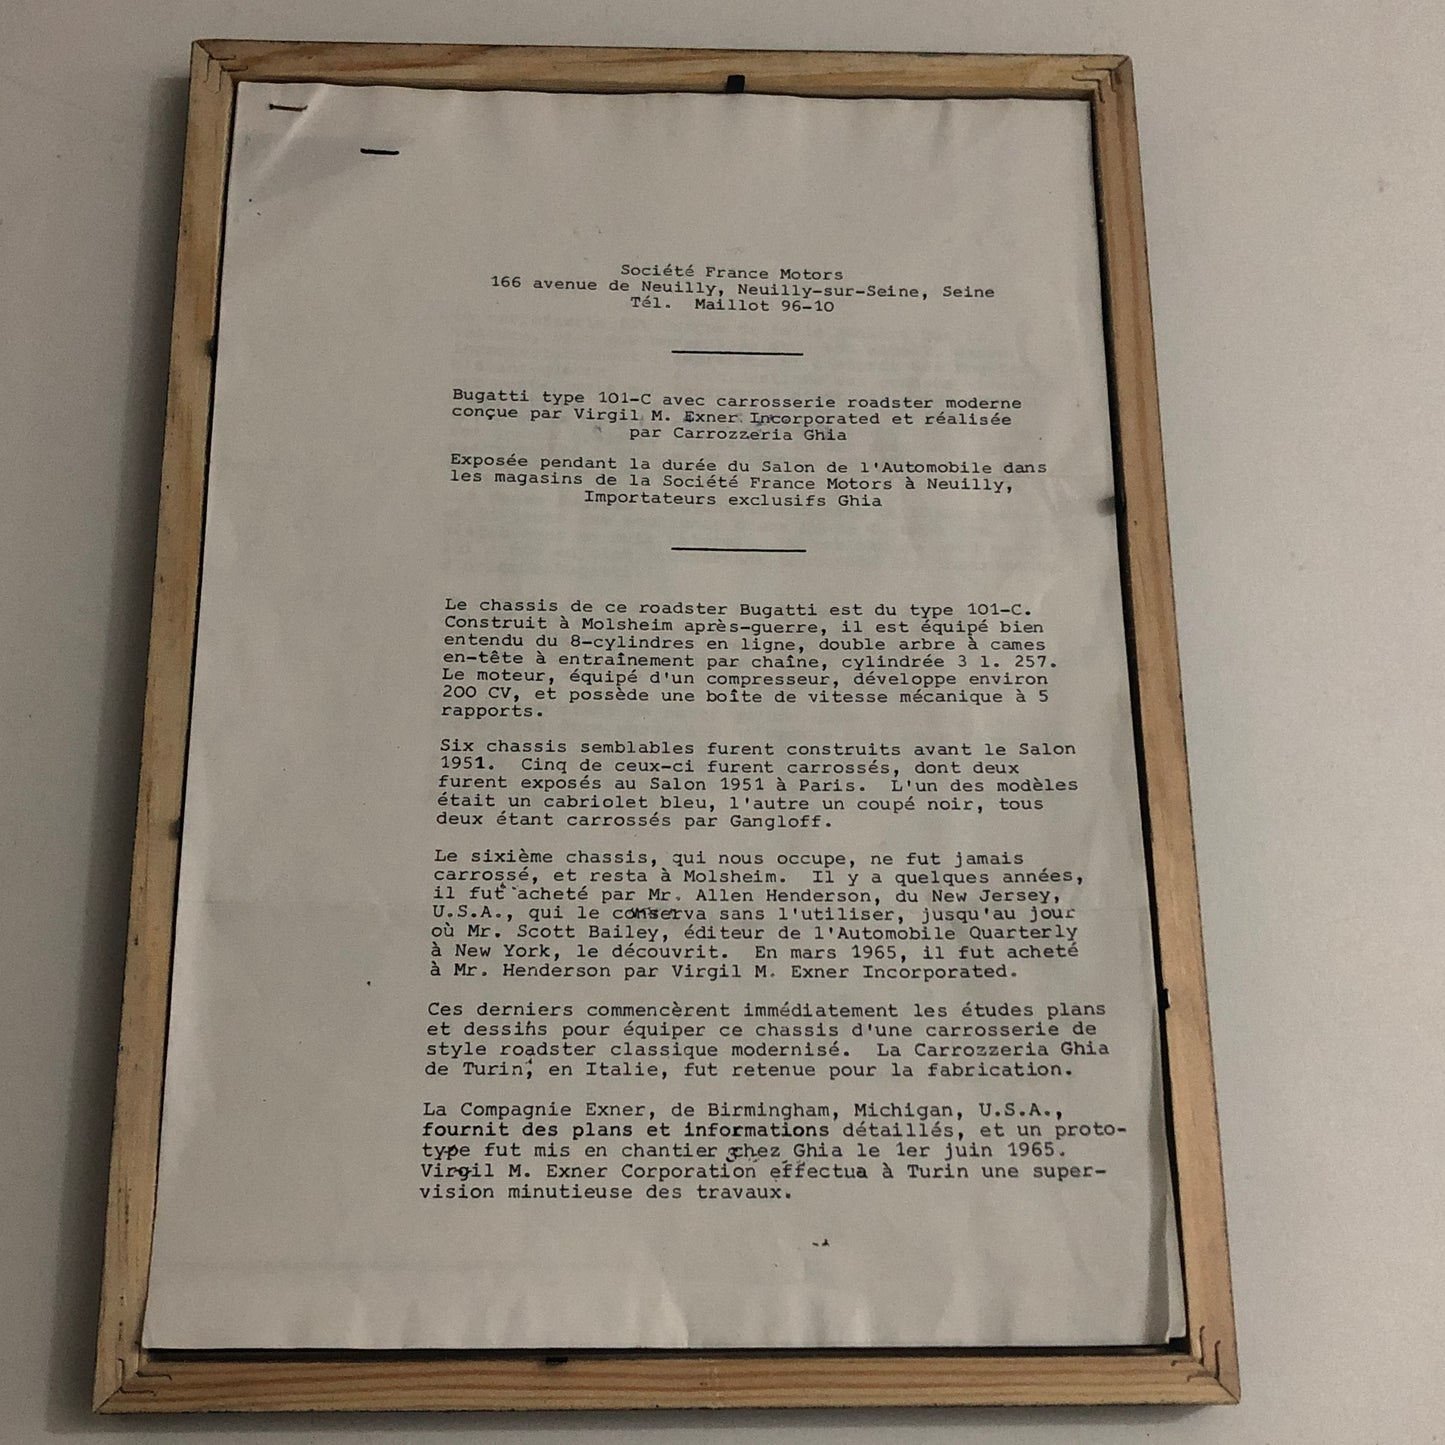 Société France Motors
166 avenue de Neuilly, Neuilly-sur-Seine, Seine
Tél. Maillot 96-10
Bugatti type 101-C avec carrosserie roadster moderne
conçue par Virgil M. Exner Incorporated et réalisée
par Carrozzeria Ghia
Exposée pendant la durée du Salon de l'Automobile dans
les magasins de la Société France Motors à Neuilly,
Importateurs exclusifs Ghia
Le chassis de ce roadster Bugatti est du type 101-C.
Construit à Molsheim après-guerre, il est équipé bien
entendu du 8-cylindres en ligne, double arbre à cames
en-tête à entraînement par chaîne, cylindrée 3 l. 257.
Le moteur, équipé d'un compresseur, développe environ
200 CV, et possède une boîte de vitesse mécanique à 5
rapports.
Six chassis semblables furent construits avant le Salon
1951. Cinq de ceux-ci furent carrossés, dont deux
furent exposés au Salon 1951 à Paris. L'un des modèles
était un cabriolet bleu, l'autre un coupé noir, tous
deux étant carrossés par Gangloff.
Le sixième chassis, qui nous occupe, ne fut jamais
carrossé, et resta à Molsheim. Il y a quelques années,
il fut acheté par Mr. Allen Henderson, du New Jersey,
U.S.A., qui le conserva sans l'utiliser, jusqu'au jour
où Mr. Scott Bailey, éditeur de l'Automobile Quarterly
à New York, le découvrit. En mars 1965, il fut acheté
à Mr. Henderson par Virgil M. Exner Incorporated.
Ces derniers commencèrent immédiatement les études plans
et dessins pour équiper ce chassis d'une carrosserie de
style roadster classique modernisé. La Carrozzeria Ghia
de Turin, en Italie, fut retenue pour la fabrication.
La Compagnie Exner, de Birmingham, Michigan, U.S.A.,
fournit des plans et informations détaillés, et un proto-
type fut mis en chantier chez Ghia le 1er juin 1965.
Virgil M. Exner Corporation effectua à Turin une super-
vision minutieuse des travaux.